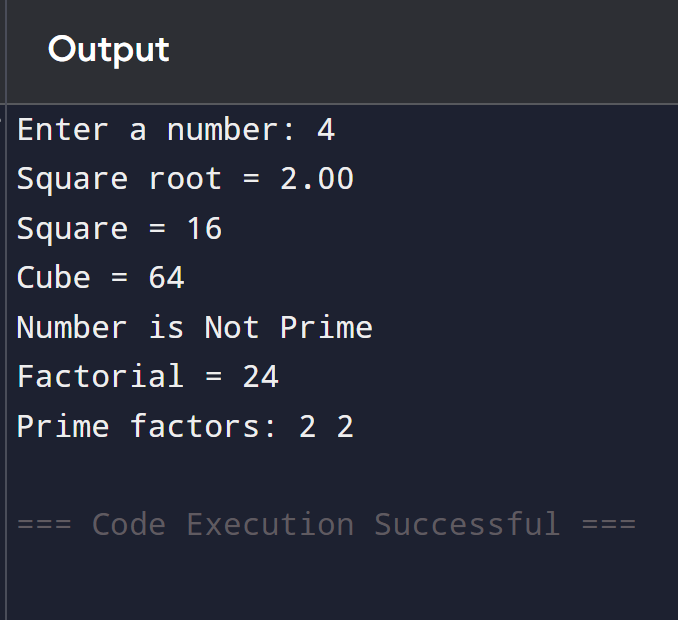 Output
Enter a number: 4
Square root = 2.00
Square = 16
Cube = 64
Number is Not Prime
Factorial = 24
Prime factors: 2 2
=== Code Execution Successful ===